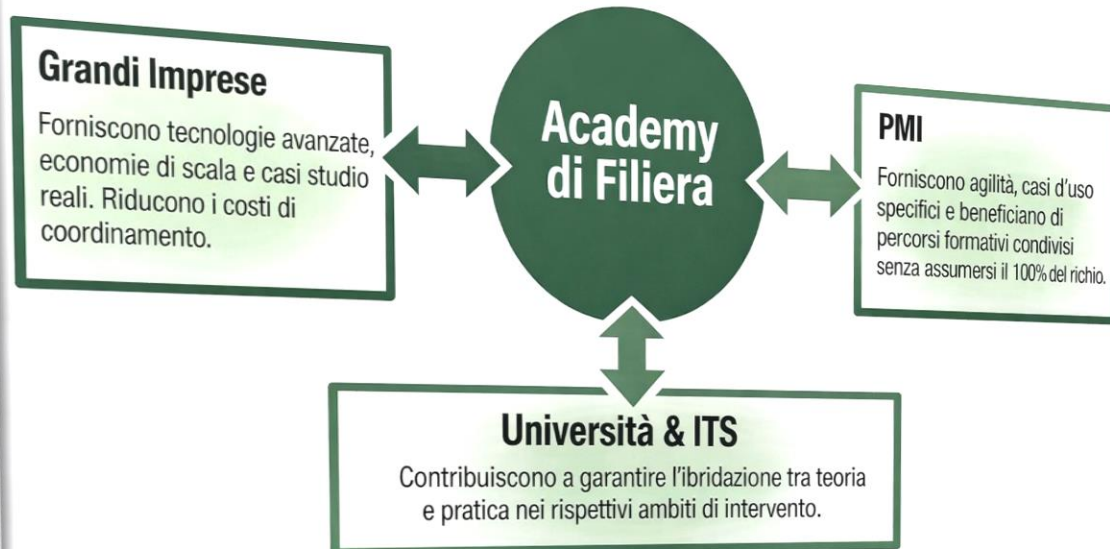 Grandi Imprese
Forniscono tecnologie avanzate,
economie di scala e casi studio
reali. Riducono i costi di
coordinamento.
Academy
di Filiera
PMI
Forniscono agilità, casi d'uso
specifici e beneficiano di
percorsi formativi condivisi
senza assumersi il 100% del richio.
Università & ITS
Contribuiscono a garantire l'ibridazione tra teoria
e pratica nei rispettivi ambiti di intervento.